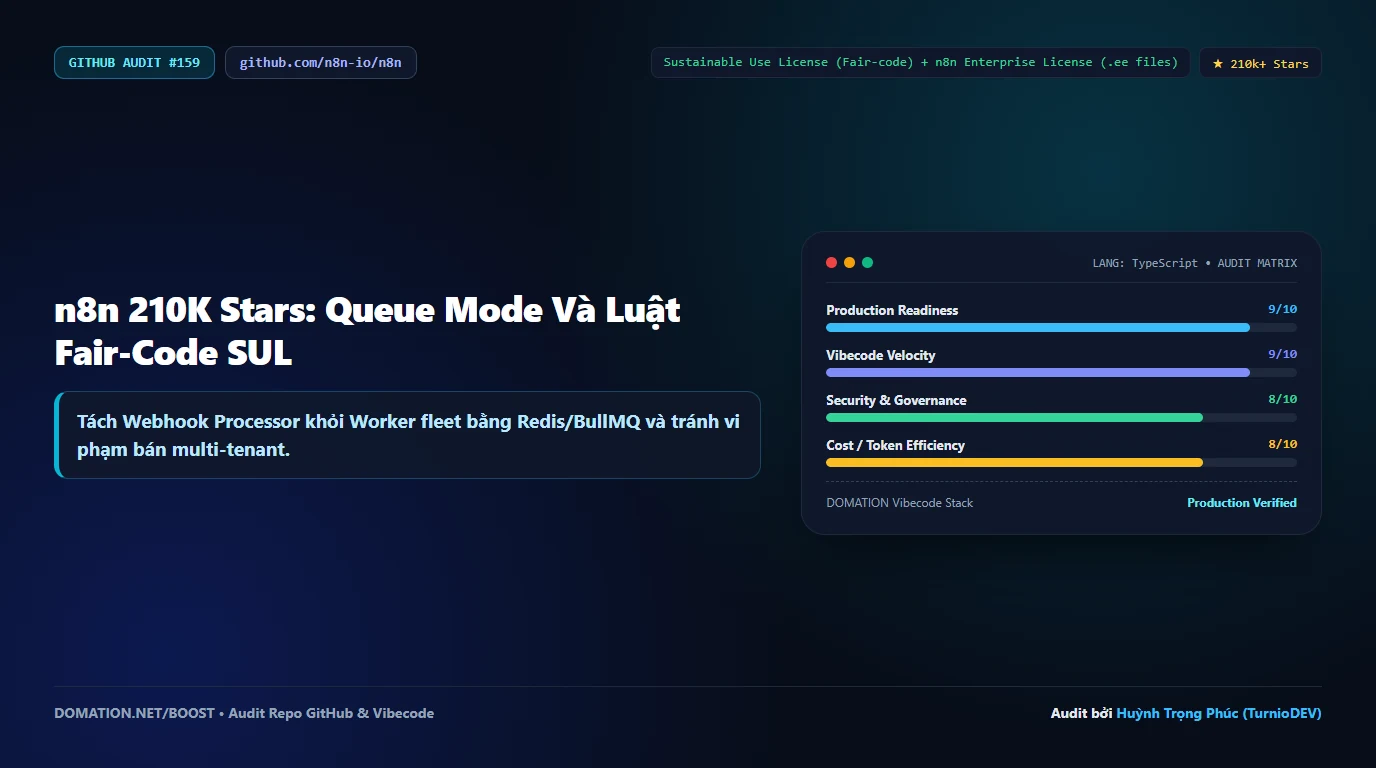 GITHUB AUDIT #159
github.com/n8n-io/n8n
Sustainable Use License (Fair-code) + n8n Enterprise License (.ee files)
★ 210k+ Stars
n8n 210K Stars: Queue Mode Và Luật
Fair-Code SUL
Tách Webhook Processor khỏi Worker fleet bằng Redis/BullMQ và tránh vi
phạm bán multi-tenant.
LANG: TypeScript • AUDIT MATRIX
Production Readiness 9/10
Vibecode Velocity 9/10
Security & Governance 8/10
Cost / Token Efficiency 8/10
DOMATION Vibecode Stack Production Verified
DOMATION.NET/BOOST • Audit Repo GitHub & Vibecode
Audit bởi Huỳnh Trọng Phúc (TurnioDEV)